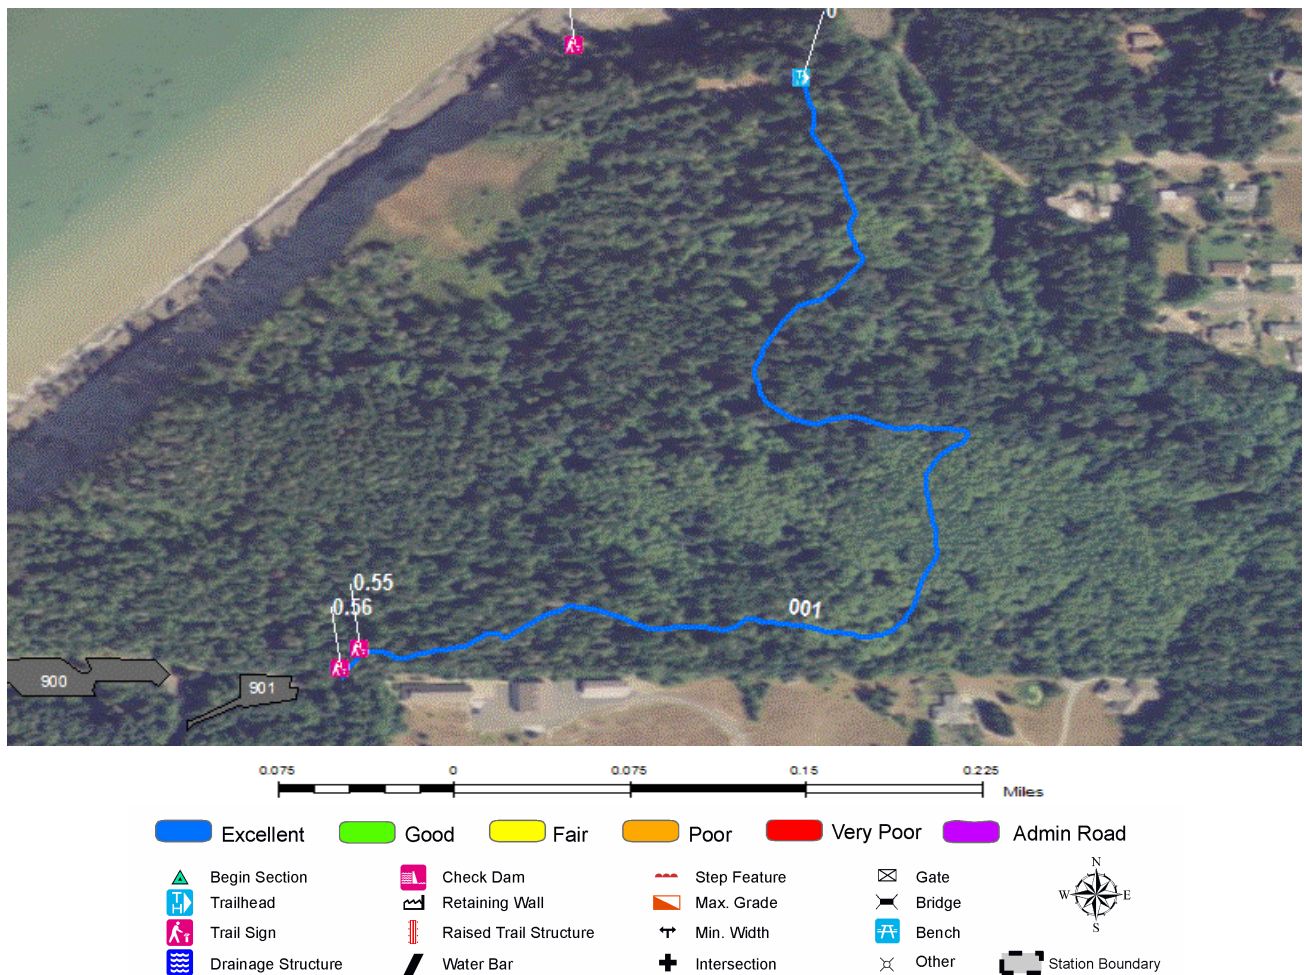 0
0.55
0.56
001
900
901
0.075 0 0.075 0.15 0.225
Miles
Excellent Good Fair Poor Very Poor Admin Road
Begin Section Check Dam Step Feature Gate
Trailhead Retaining Wall Max. Grade Bridge
Trail Sign Raised Trail Structure Min. Width Bench
Drainage Structure Water Bar Intersection Other Station Boundary
N
W E
S
T
H